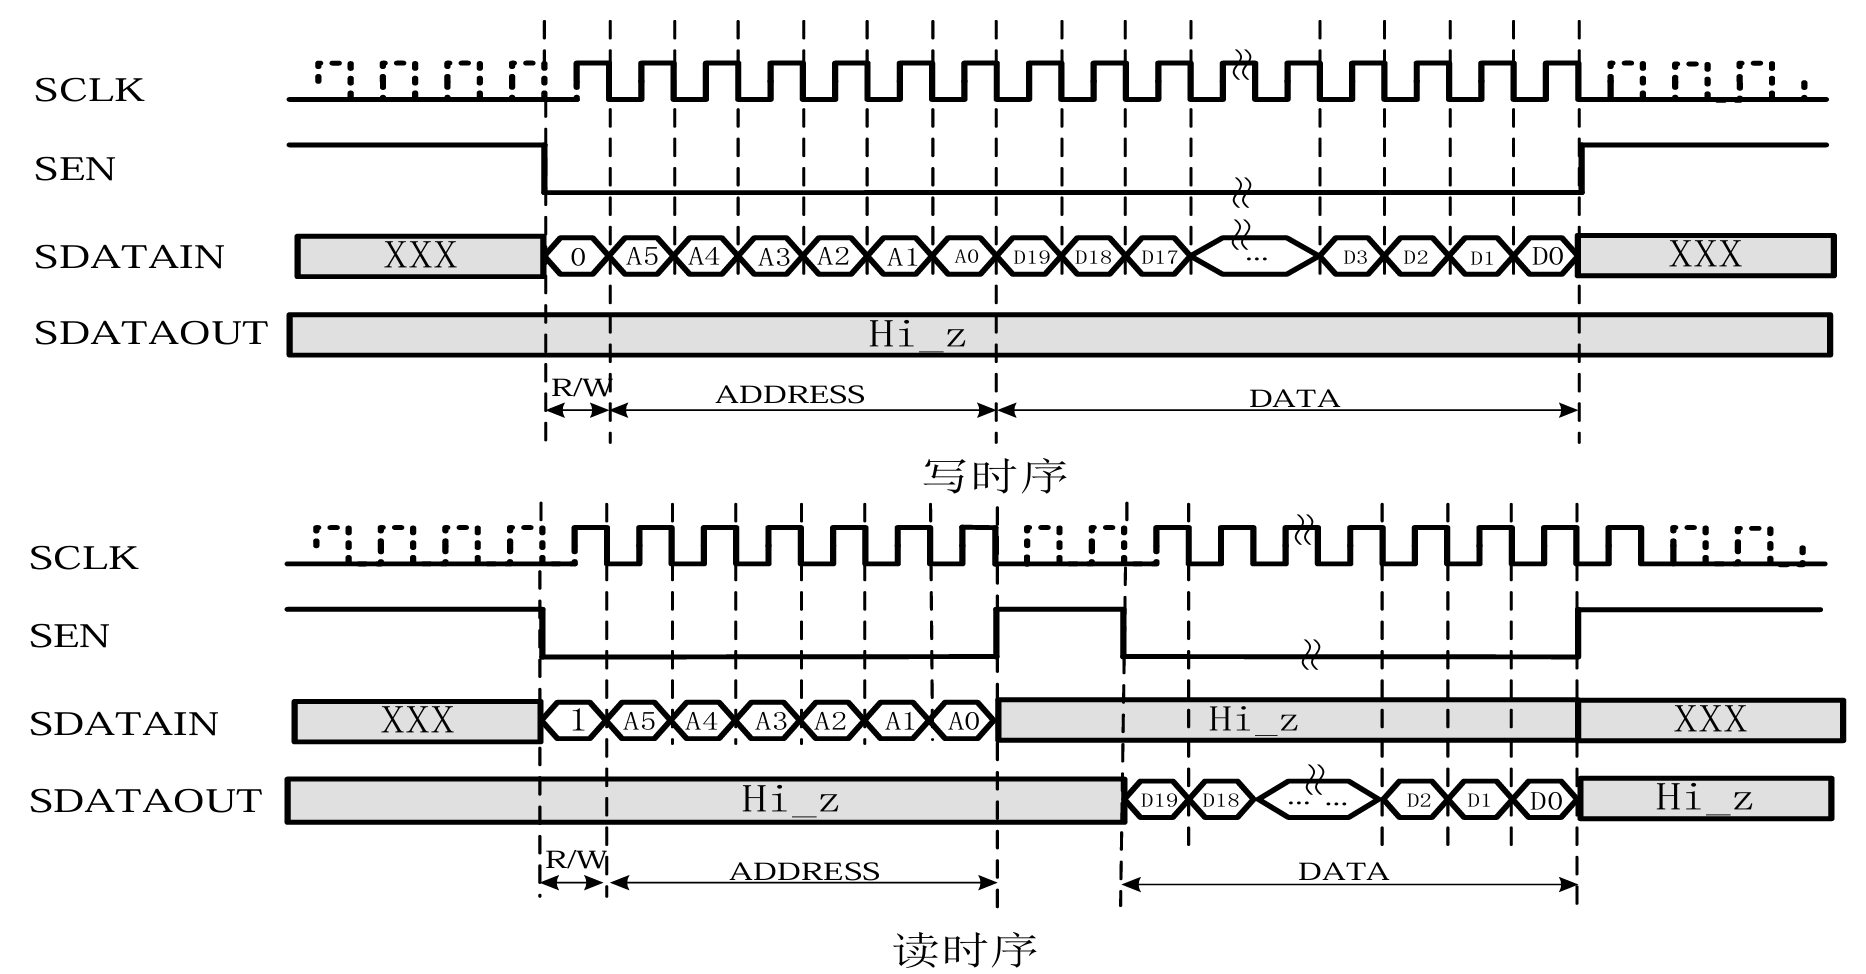 SCLK
SEN
SDATAIN XXX 0 A5 A4 A3 A2 A1 A0 D19 D18 D17 ... D3 D2 D1 D0 XXX
SDATAOUT Hi_z
R/W ADDRESS DATA
写时序
SCLK
SEN
SDATAIN XXX 1 A5 A4 A3 A2 A1 A0 Hi_z XXX
SDATAOUT Hi_z D19 D18 ... ... D2 D1 D0 Hi_z
R/W ADDRESS DATA
读时序